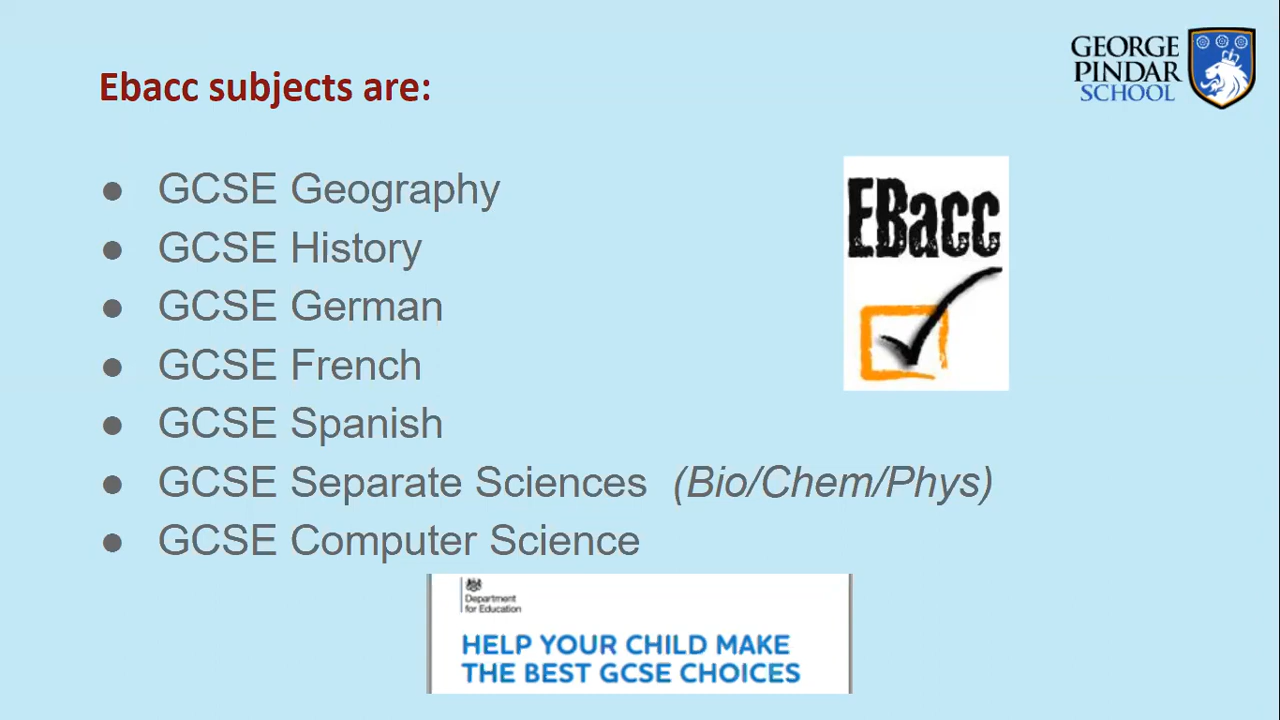 GEORGE
PINDAR
SCHOOL
Ebacc subjects are:
● GCSE Geography
● GCSE History
● GCSE German
● GCSE French
● GCSE Spanish
● GCSE Separate Sciences (Bio/Chem/Phys)
● GCSE Computer Science
EBacc
Department
for Education
HELP YOUR CHILD MAKE
THE BEST GCSE CHOICES